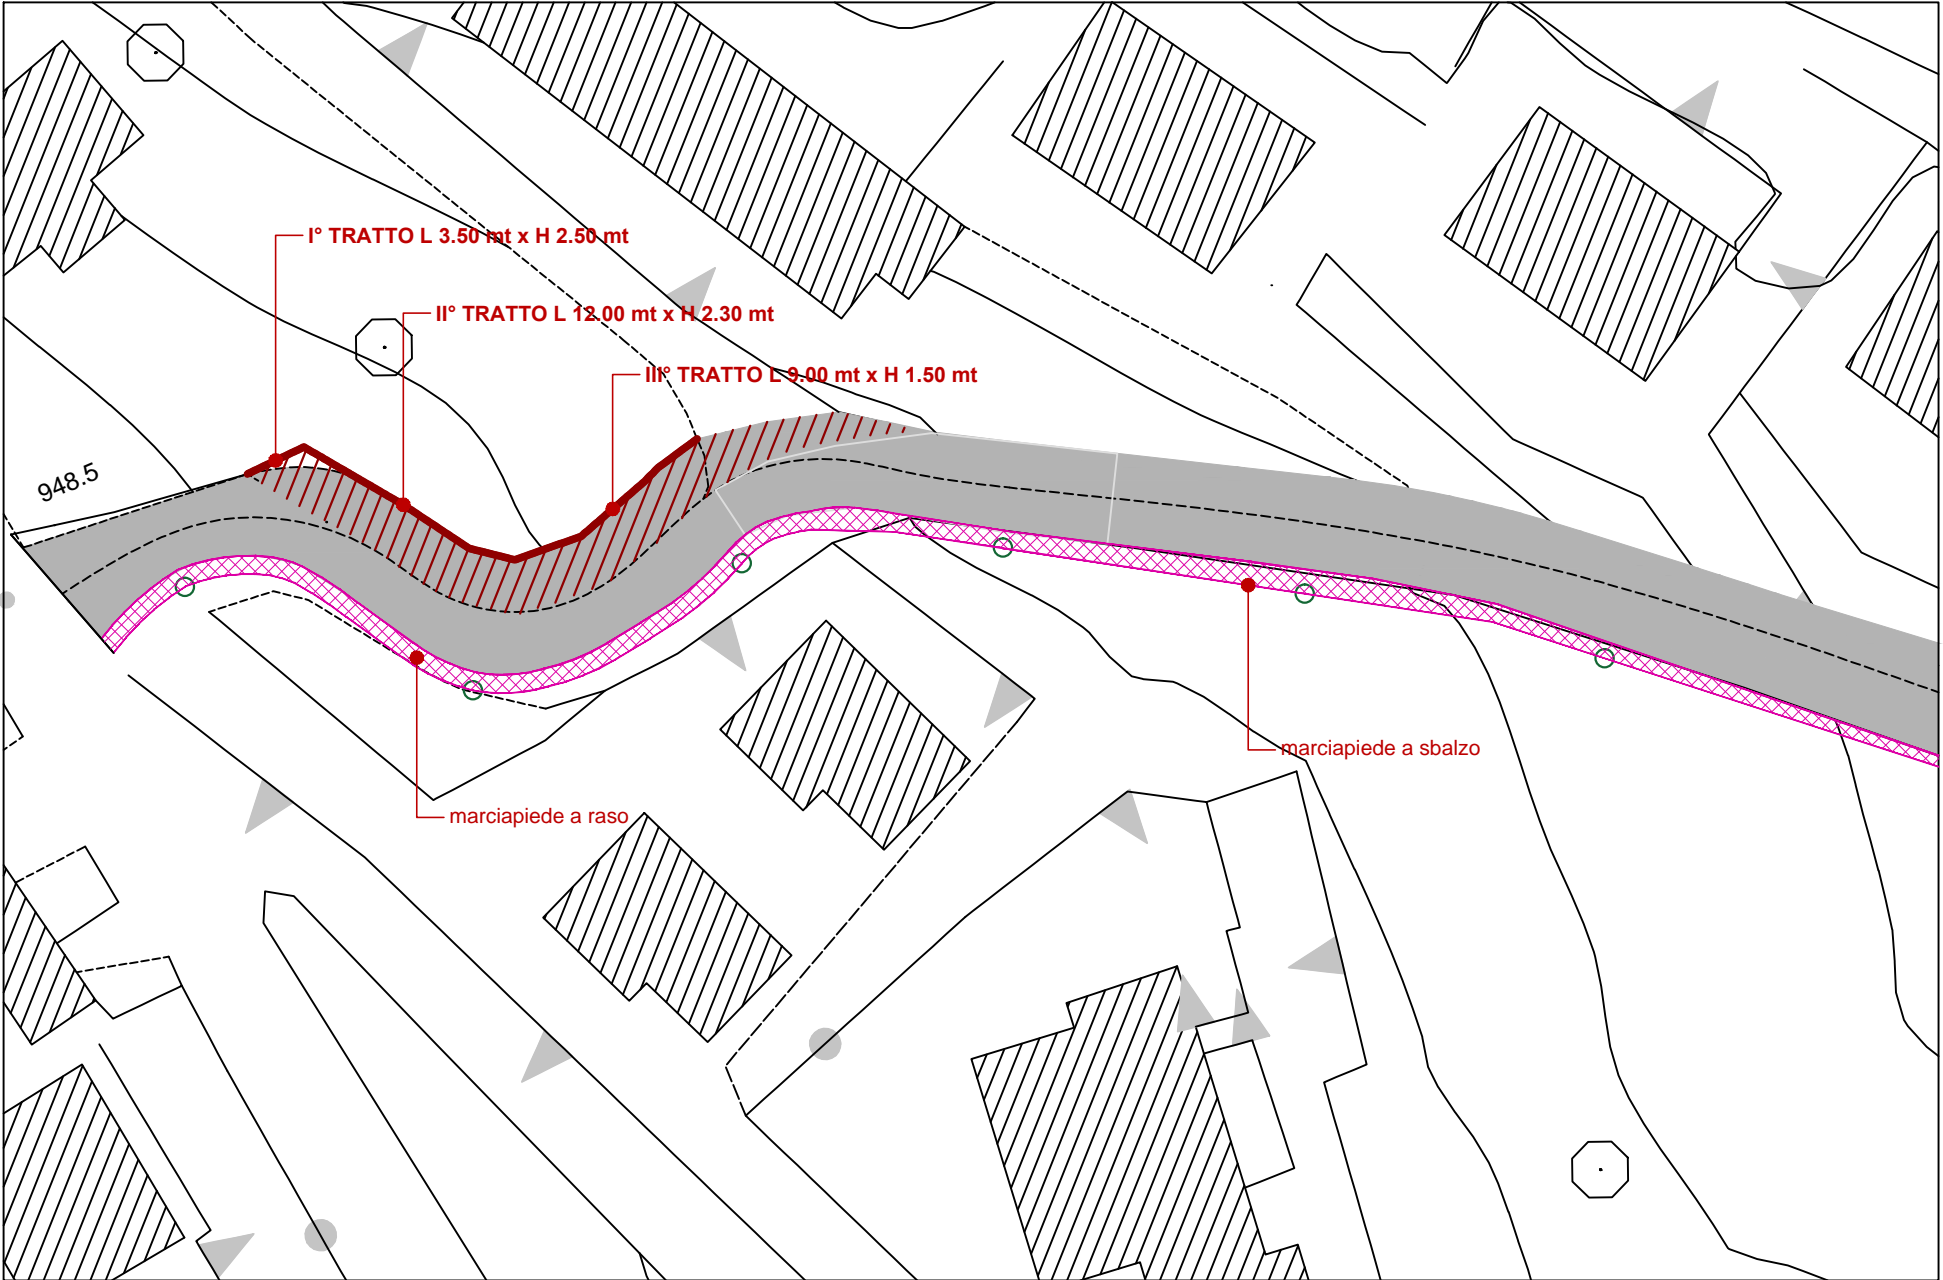 I° TRATTO L 3.50 mt x H 2.50 mt
II° TRATTO L 12.00 mt x H 2.30 mt
III° TRATTO L 9.00 mt x H 1.50 mt
948.5
marciapiede a sbalzo
marciapiede a raso